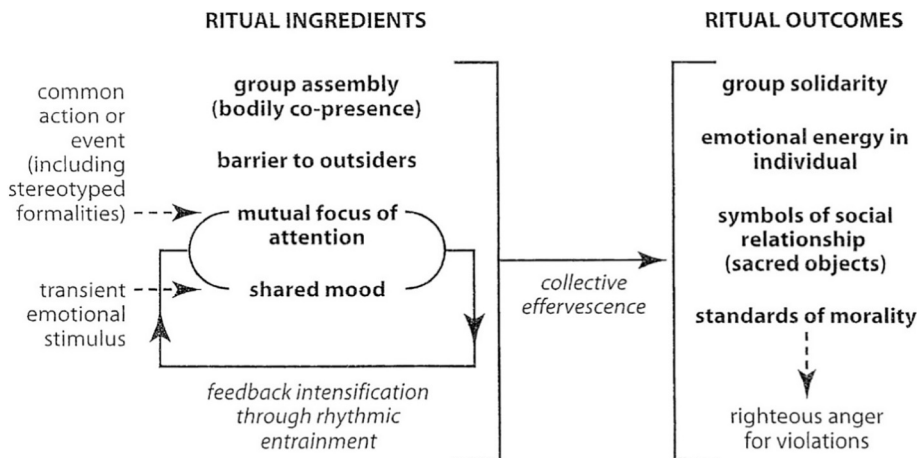 RITUAL INGREDIENTS
common
action or
event
(including
stereotyped
formalities)
transient
emotional
stimulus
group assembly
(bodily co-presence)
barrier to outsiders
mutual focus of
attention
shared mood
feedback intensification
through rhythmic
entrainment
collective
effervescence
RITUAL OUTCOMES
group solidarity
emotional energy in
individual
symbols of social
relationship
(sacred objects)
standards of morality
righteous anger
for violations